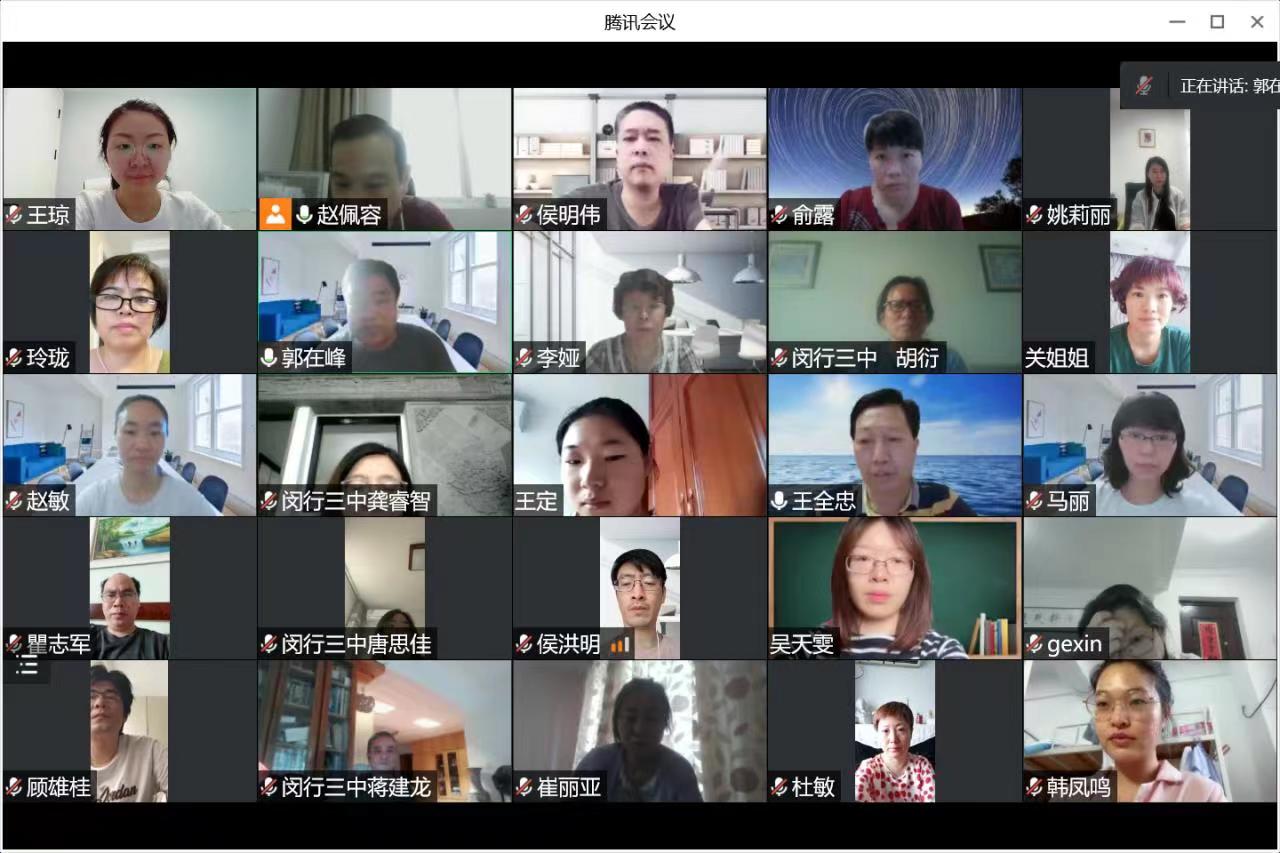 腾讯会议
正在讲话: 郭在
王琼
赵佩容
侯明伟
俞露
姚莉丽
玲珑
郭在峰
李娅
闵行三中 胡衍
关姐姐
赵敏
闵行三中龚睿智
王定
王全忠
马丽
瞿志军
闵行三中唐思佳
侯洪明
吴天雯
gexin
顾雄桂
Jordan
闵行三中蒋建龙
崔丽亚
杜敏
韩凤鸣